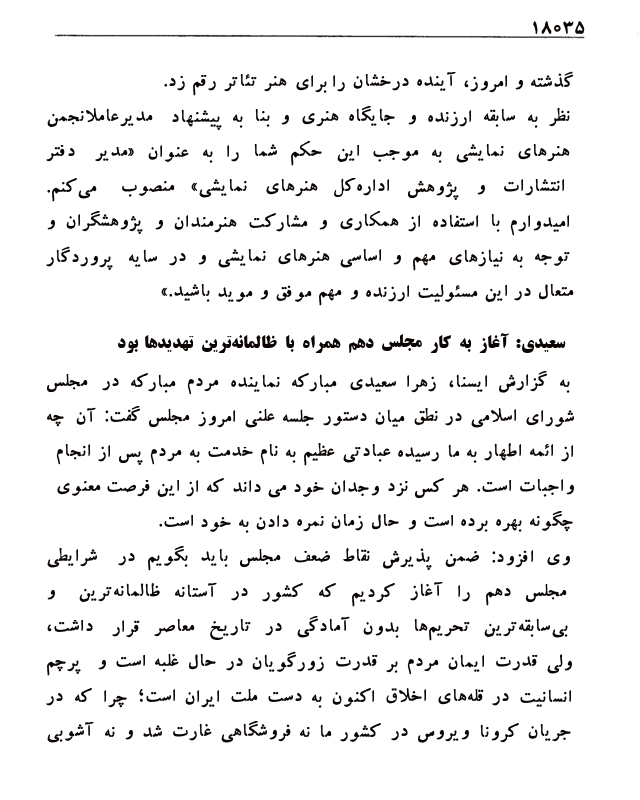 ۱۸۰۳۵
گذشته و امروز، آینده درخشان را برای هنر تئاتر رقم زد.
نظر به سابقه ارزنده و جایگاه هنری و بنا به پیشنهاد مدیرعاملانجمن
هنرهای نمایشی به موجب این حکم شما را به عنوان «مدیر دفتر
انتشارات و پژوهش اداره‌کل هنرهای نمایشی» منصوب می‌کنم.
امیدوارم با استفاده از همکاری و مشارکت هنرمندان و پژوهشگران و
توجه به نیازهای مهم و اساسی هنرهای نمایشی و در سایه پروردگار
متعال در این مسئولیت ارزنده و مهم موفق و موید باشید.»
سعیدی: آغاز به کار مجلس دهم همراه با ظالمانه‌ترین تهدیدها بود
به گزارش ایسنا، زهرا سعیدی مبارکه نماینده مردم مبارکه در مجلس
شورای اسلامی در نطق میان دستور جلسه علنی امروز مجلس گفت: آن چه
از ائمه اطهار به ما رسیده عبادتی عظیم به نام خدمت به مردم پس از انجام
واجبات است. هر کس نزد وجدان خود می داند که از این فرصت معنوی
چگونه بهره برده است و حال زمان نمره دادن به خود است.
وی افزود: ضمن پذیرش نقاط ضعف مجلس باید بگویم در شرایطی
مجلس دهم را آغاز کردیم که کشور در آستانه ظالمانه‌ترین و
بی‌سابقه‌ترین تحریم‌ها بدون آمادگی در تاریخ معاصر قرار داشت،
ولی قدرت ایمان مردم بر قدرت زورگویان در حال غلبه است و پرچم
انسانیت در قله‌های اخلاق اکنون به دست ملت ایران است؛ چرا که در
جریان کرونا ویروس در کشور ما نه فروشگاهی غارت شد و نه آشوبی